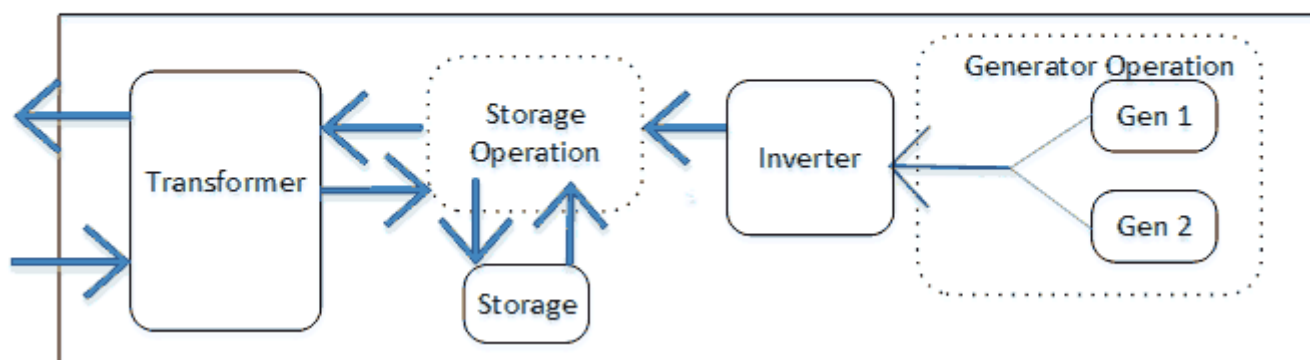 Transformer
Storage
Operation
Storage
Inverter
Generator Operation
Gen 1
Gen 2